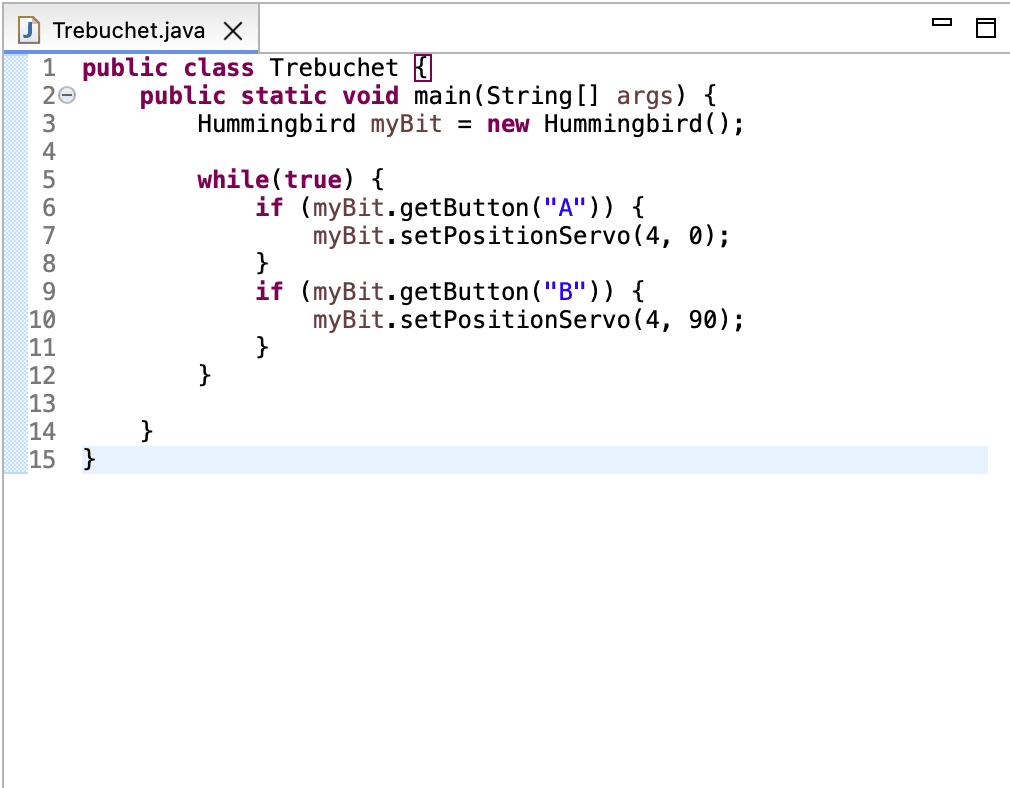 Trebuchet.java
1 public class Trebuchet {
2 public static void main(String[] args) {
3 Hummingbird myBit = new Hummingbird();
4
5 while(true) {
6 if (myBit.getButton("A")) {
7 myBit.setPositionServo(4, 0);
8 }
9 if (myBit.getButton("B")) {
10 myBit.setPositionServo(4, 90);
11 }
12 }
13
14 }
15 }